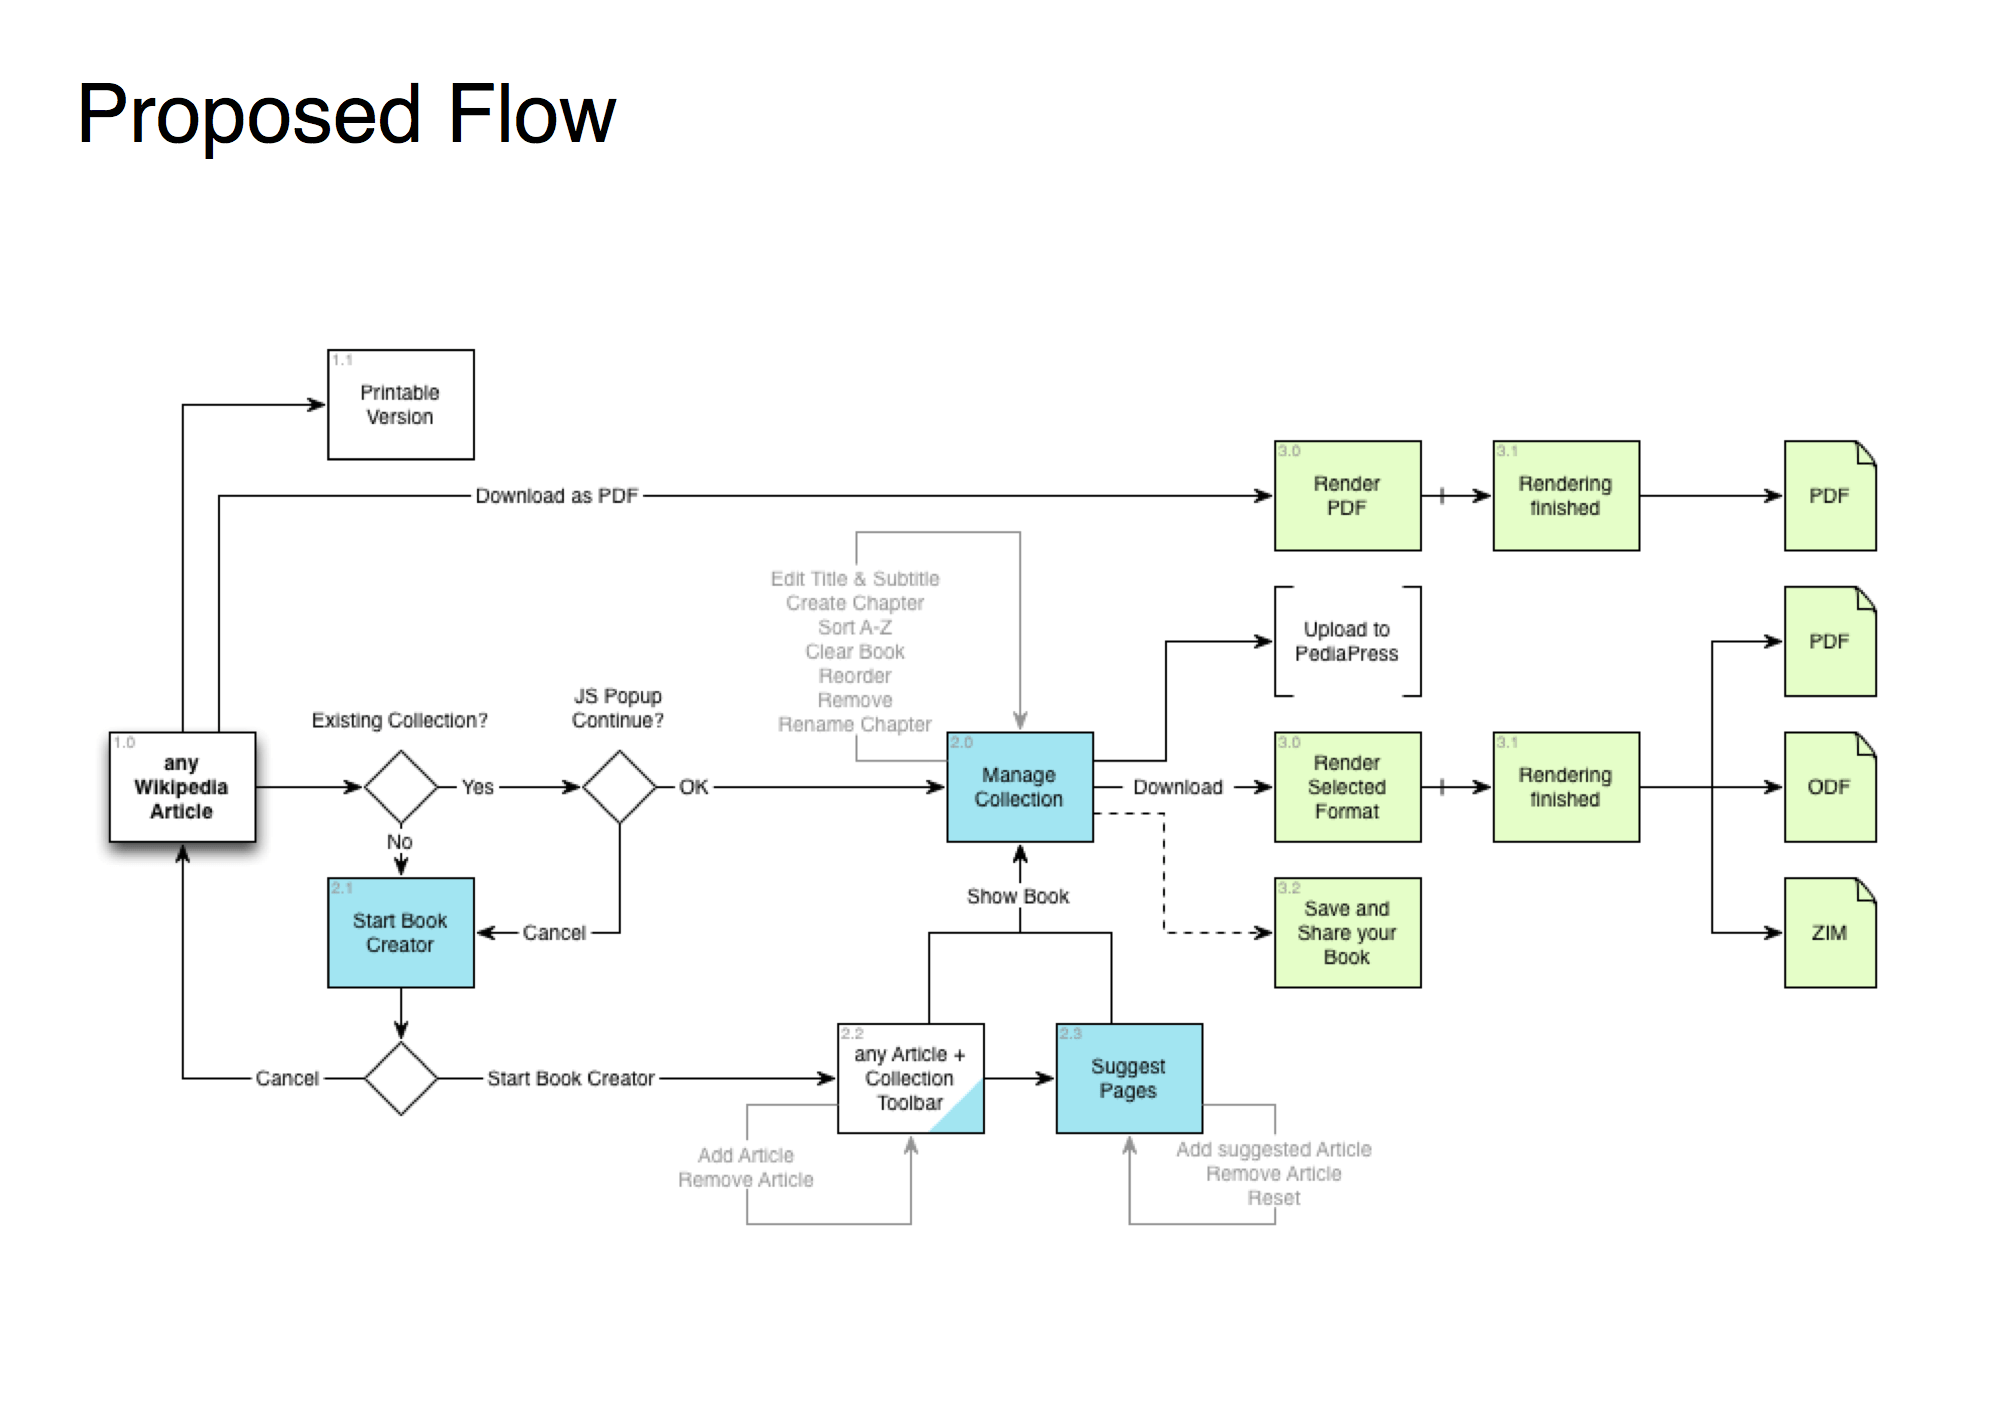 Proposed Flow
1.1
Printable
Version
Download as PDF
3.0
Render
PDF
3.1
Rendering
finished
PDF
Edit Title & Subtitle
Create Chapter
Sort A-Z
Clear Book
Reorder
Remove
Rename Chapter
Upload to
PediaPress
PDF
1.0
any
Wikipedia
Article
Existing Collection?
Yes
No
JS Popup
Continue?
OK
Cancel
2.0
Manage
Collection
Download
3.0
Render
Selected
Format
3.1
Rendering
finished
ODF
2.1
Start Book
Creator
Show Book
3.2
Save and
Share your
Book
ZIM
Cancel
Start Book Creator
2.2
any Article +
Collection
Toolbar
2.3
Suggest
Pages
Add Article
Remove Article
Add suggested Article
Remove Article
Reset